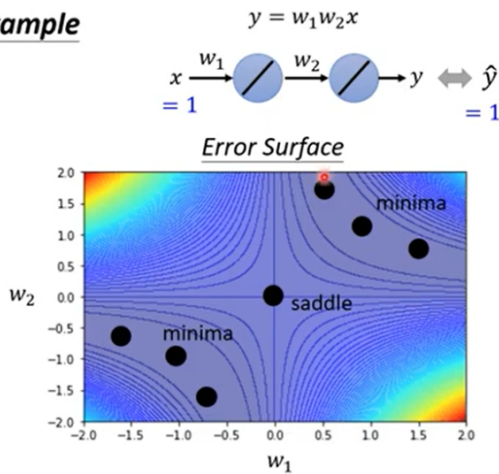 ample
y = w₁w₂x
w₁ w₂
x y ŷ
= 1 = 1
Error Surface
2.0
1.5 minima
1.0
0.5
w₂ 0.0 saddle
−0.5 minima
−1.0
−1.5
−2.0
−2.0 −1.5 −1.0 −0.5 0.0 0.5 1.0 1.5 2.0
w₁